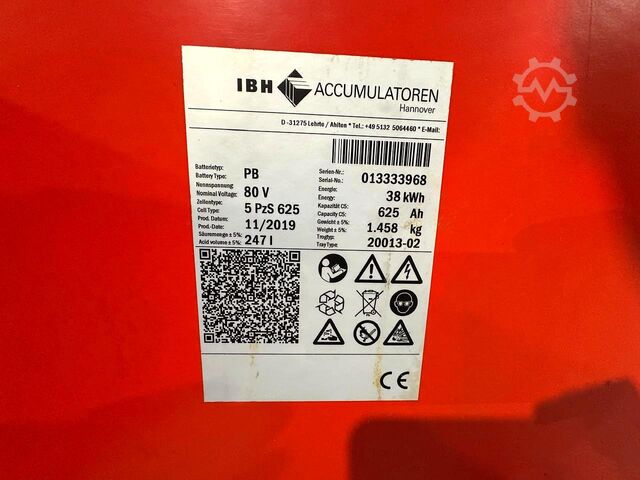 IBH ACCUMULATOREN
Hannover
D -31275 Lehrte / Ahlten * Tel.: +49 5132 5064460 * E-Mail:
Batterietyp:
Battery Type: PB
Nennspannung
Nominal Voltage: 80 V
Zellentype:
Cell Type: 5 PzS 625
Prod. Datum:
Prod. Date: 11/2019
Säuremenge ± 5%:
Acid volume ± 5%: 247 l
Serien-Nr.:
Serial-No.: 013333968
Energie:
Energy: 38 kWh
Kapazität C5:
Capacity C5: 625 Ah
Gewicht ± 5%:
Weight ± 5%: 1.458 kg
Trogtyp:
Tray Type: 20013-02
CE